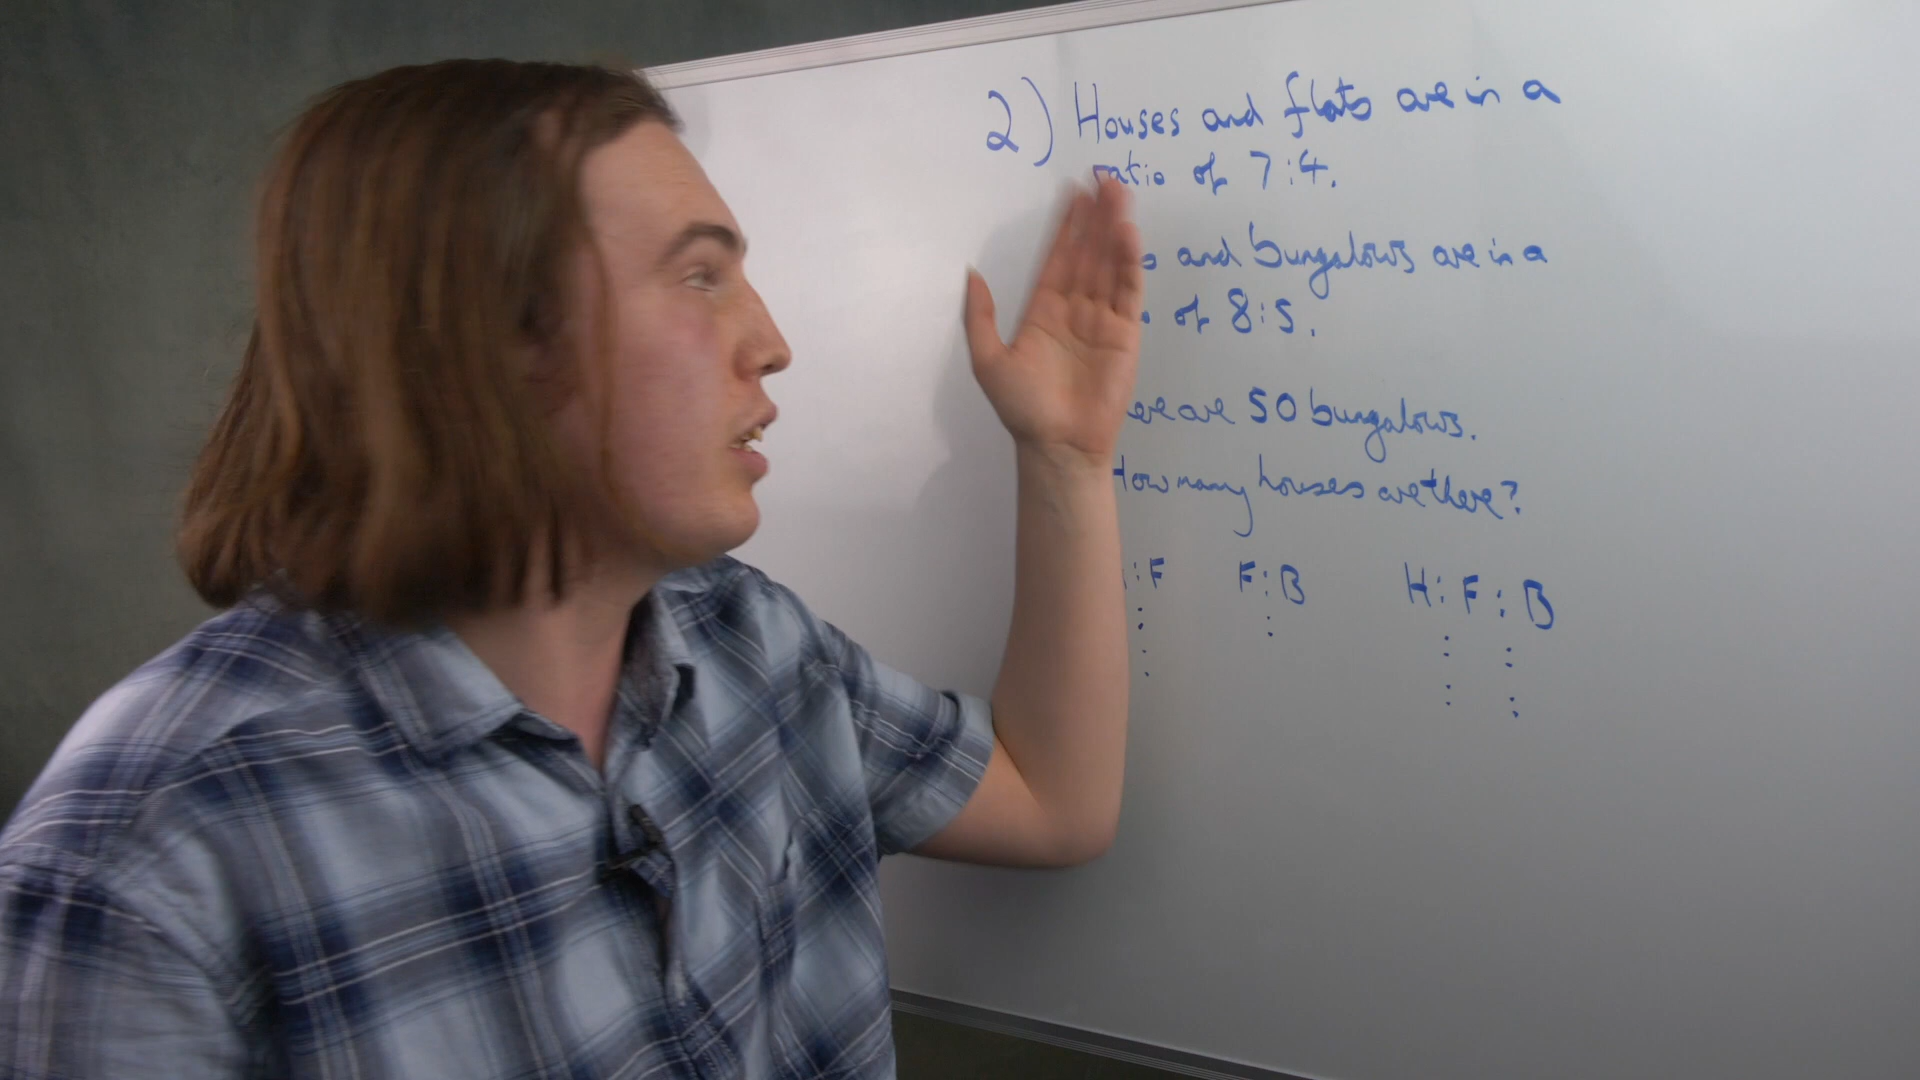 2) Houses and flats are in a
ratio of 7:4.
and bungalows are in a
of 8:5.
are 50 bungalows.
How many houses are there?
: F F : B H : F : B
: : : :
: : :